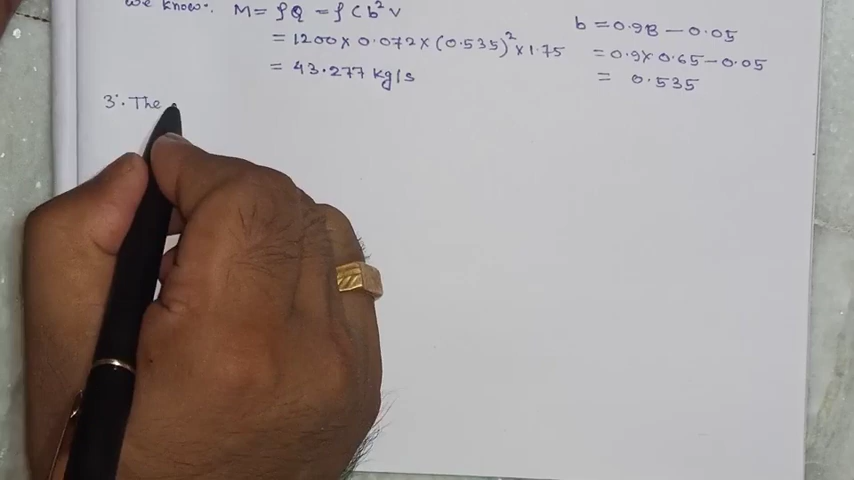 we know:. M = ρQ = ρCb²V
= 1200 × 0.072 × (0.535)² × 1.75
= 43.277 kg/s
b = 0.9B - 0.05
= 0.9 × 0.65 - 0.05
= 0.535
3:. The